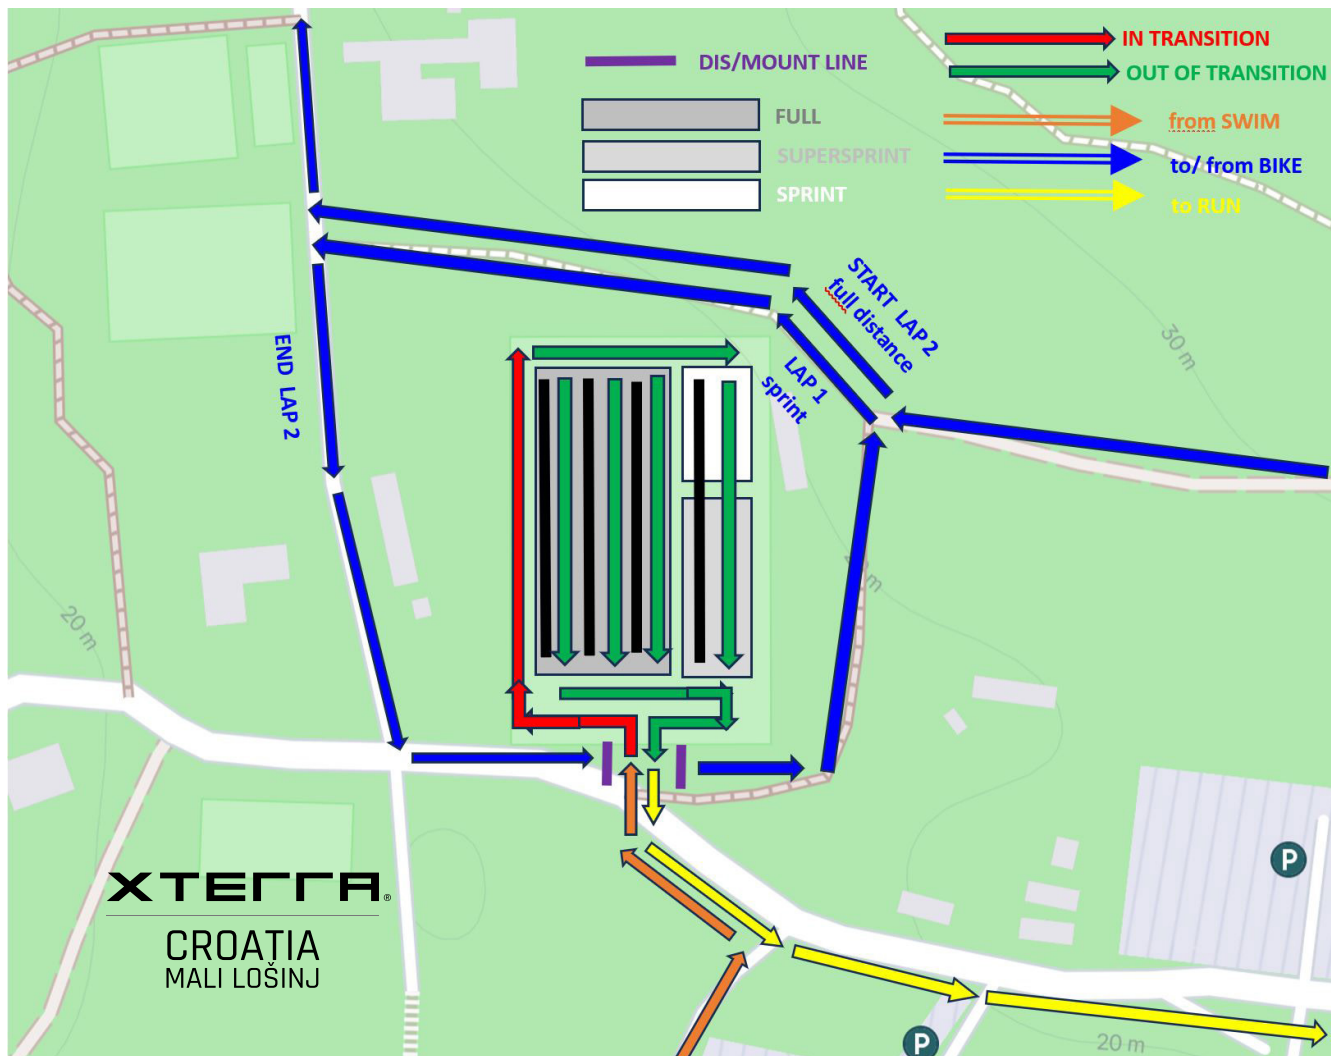 IN TRANSITION
DIS/MOUNT LINE
OUT OF TRANSITION
FULL
from SWIM
SUPERSPRINT
to/ from BIKE
SPRINT
to RUN
START LAP 2
full distance
LAP 1
sprint
30 m
END LAP 2
20 m
P
XTERRA®
CROATIA
MALI LOŠINJ
P
20 m